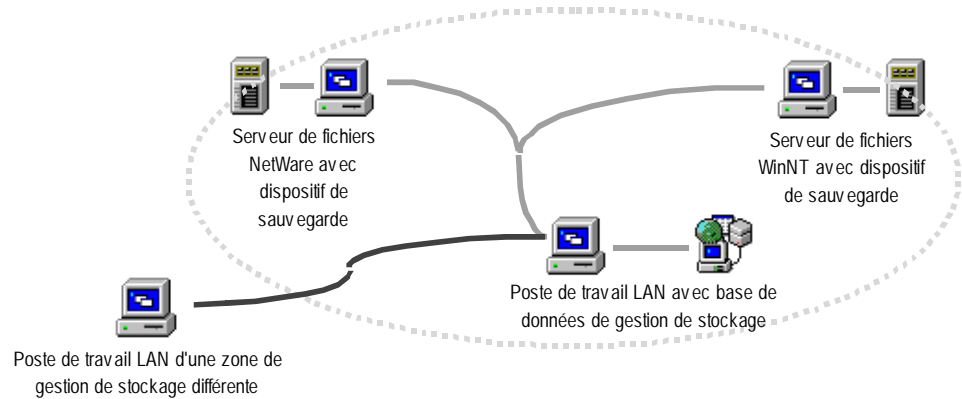 Serveur de fichiers
NetWare avec
dispositif de
sauvegarde
Serveur de fichiers
WinNT avec dispositif
de sauvegarde
Poste de travail LAN avec base de
données de gestion de stockage
Poste de travail LAN d'une zone de
gestion de stockage différente